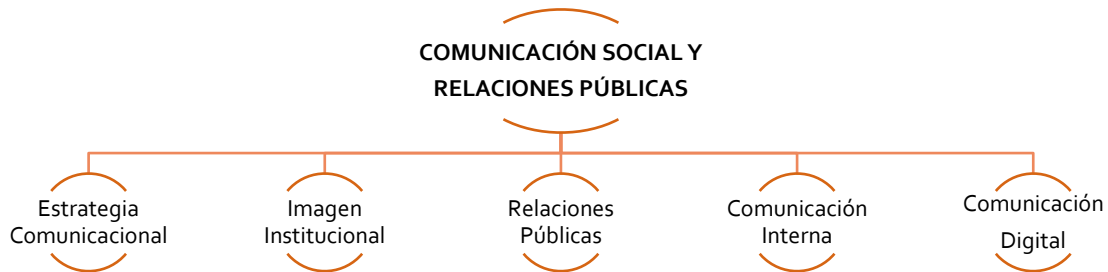 COMUNICACIÓN SOCIAL Y
RELACIONES PÚBLICAS
Estrategia
Comunicacional
Imagen
Institucional
Relaciones
Públicas
Comunicación
Interna
Comunicación
Digital